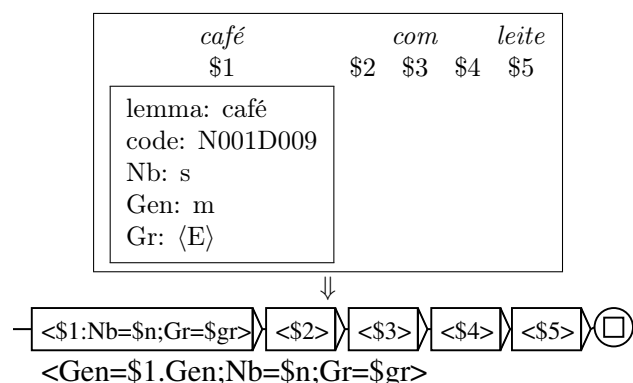 café com leite
$1 $2 $3 $4 $5
lemma: café
code: N001D009
Nb: s
Gen: m
Gr: ⟨E⟩
⇓
<$1:Nb=$n;Gr=$gr> <$2> <$3> <$4> <$5>
<Gen=$1.Gen;Nb=$n;Gr=$gr>